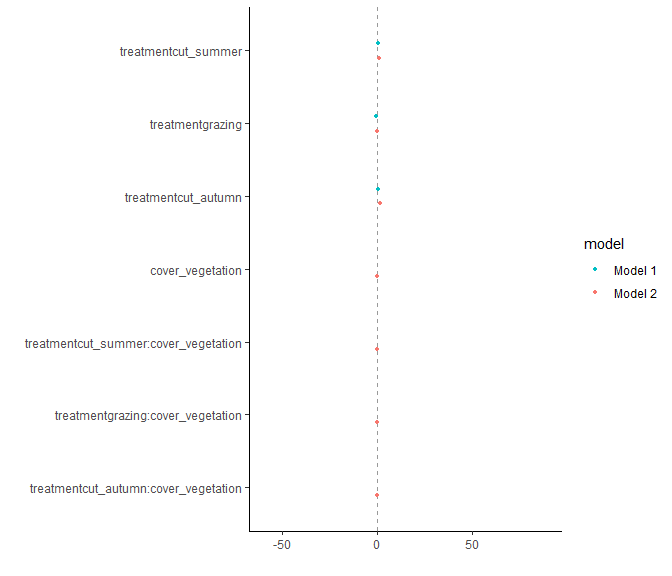 treatmentcut_summer
treatmentgrazing
treatmentcut_autumn
cover_vegetation
treatmentcut_summer:cover_vegetation
treatmentgrazing:cover_vegetation
treatmentcut_autumn:cover_vegetation
-50 0 50
model
Model 1
Model 2